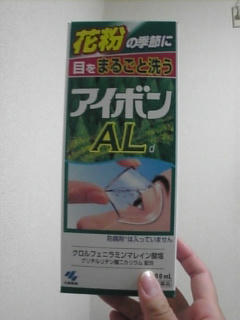 花粉の季節に
目をまるごと洗う
アイボン
ALd
防腐剤は入っていません
クロルフェニラミンマレイン酸塩
グリチルリチン酸二カリウム 配合